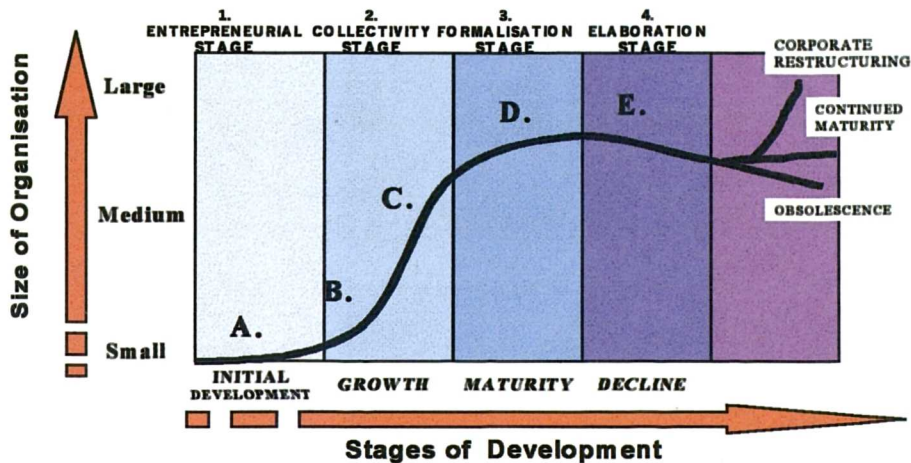 1.
ENTREPRENEURIAL
STAGE
2.
COLLECTIVITY
STAGE
3.
FORMALISATION
STAGE
4.
ELABORATION
STAGE
CORPORATE
RESTRUCTURING
CONTINUED
MATURITY
OBSOLESCENCE
Size of Organisation
Large
Medium
Small
A.
B.
C.
D.
E.
INITIAL
DEVELOPMENT
GROWTH
MATURITY
DECLINE
Stages of Development